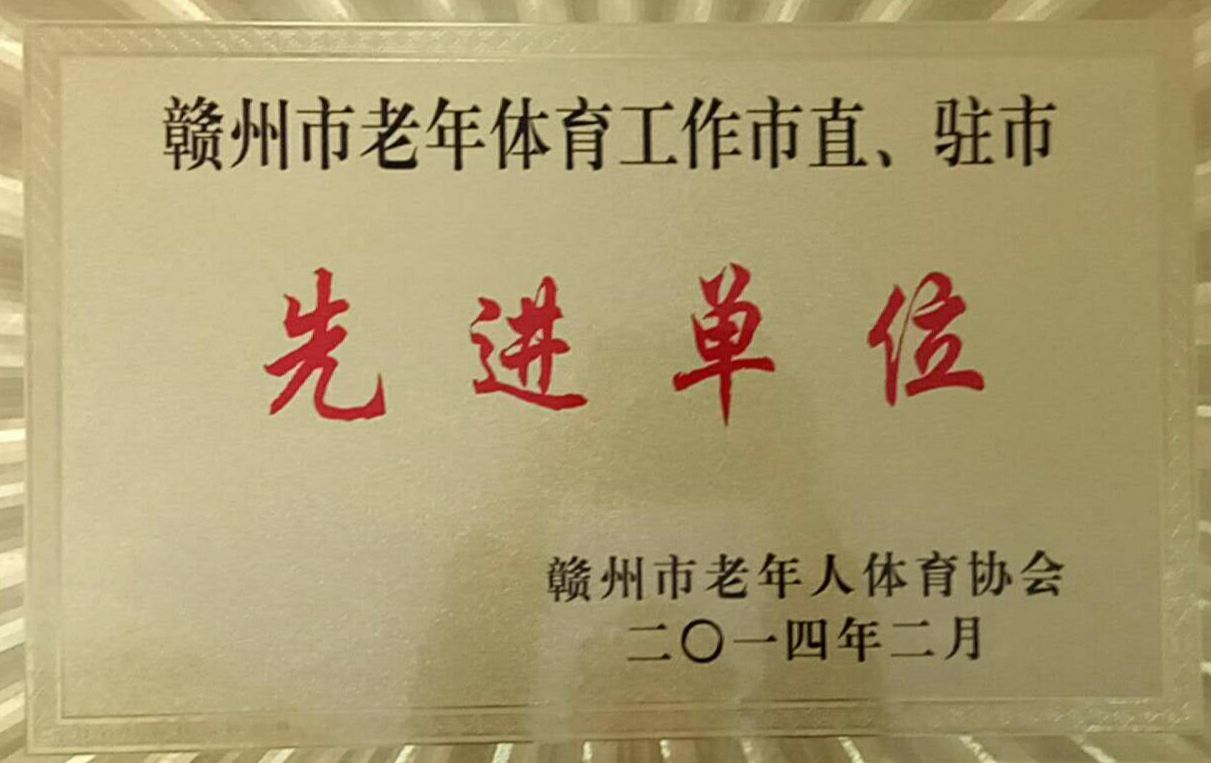 赣州市老年体育工作市直、驻市
先进单位
赣州市老年人体育协会
二〇一四年二月